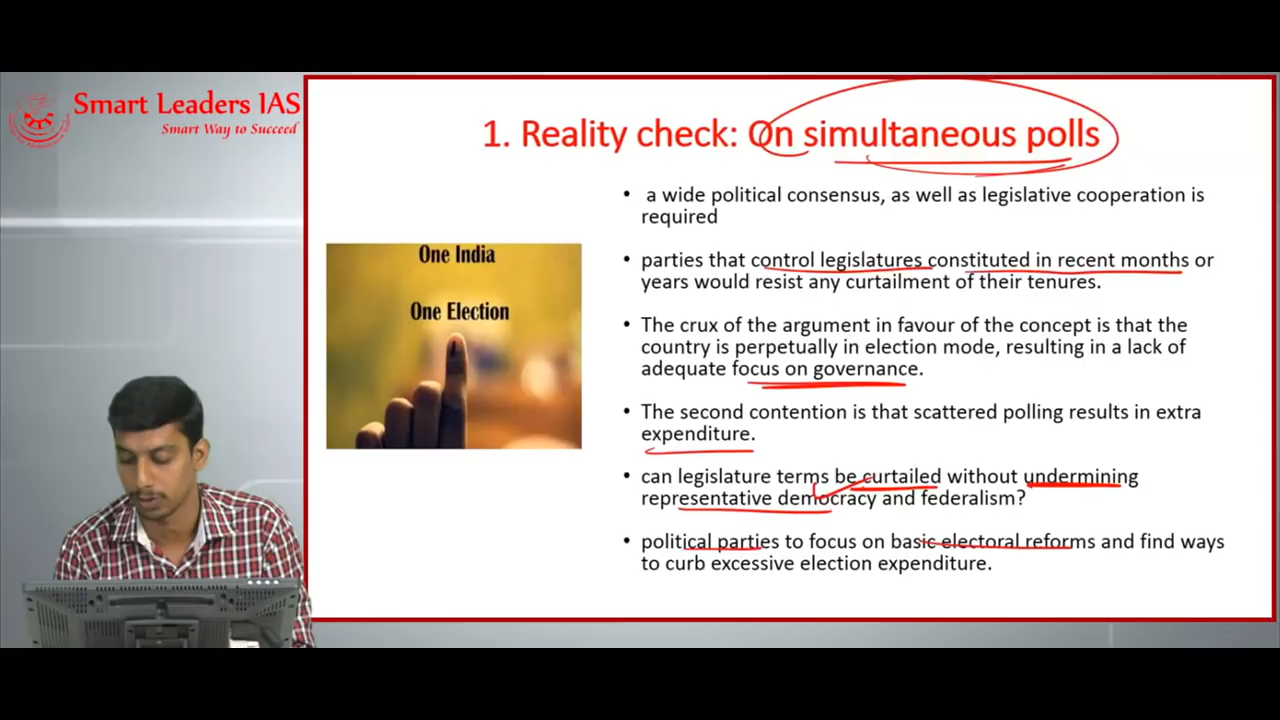 Smart Leaders IAS
Smart Way to Succeed
1. Reality check: On simultaneous polls
One India
One Election
• a wide political consensus, as well as legislative cooperation is
required
• parties that control legislatures constituted in recent months or
years would resist any curtailment of their tenures.
• The crux of the argument in favour of the concept is that the
country is perpetually in election mode, resulting in a lack of
adequate focus on governance.
• The second contention is that scattered polling results in extra
expenditure.
• can legislature terms be curtailed without undermining
representative democracy and federalism?
• political parties to focus on basic electoral reforms and find ways
to curb excessive election expenditure.